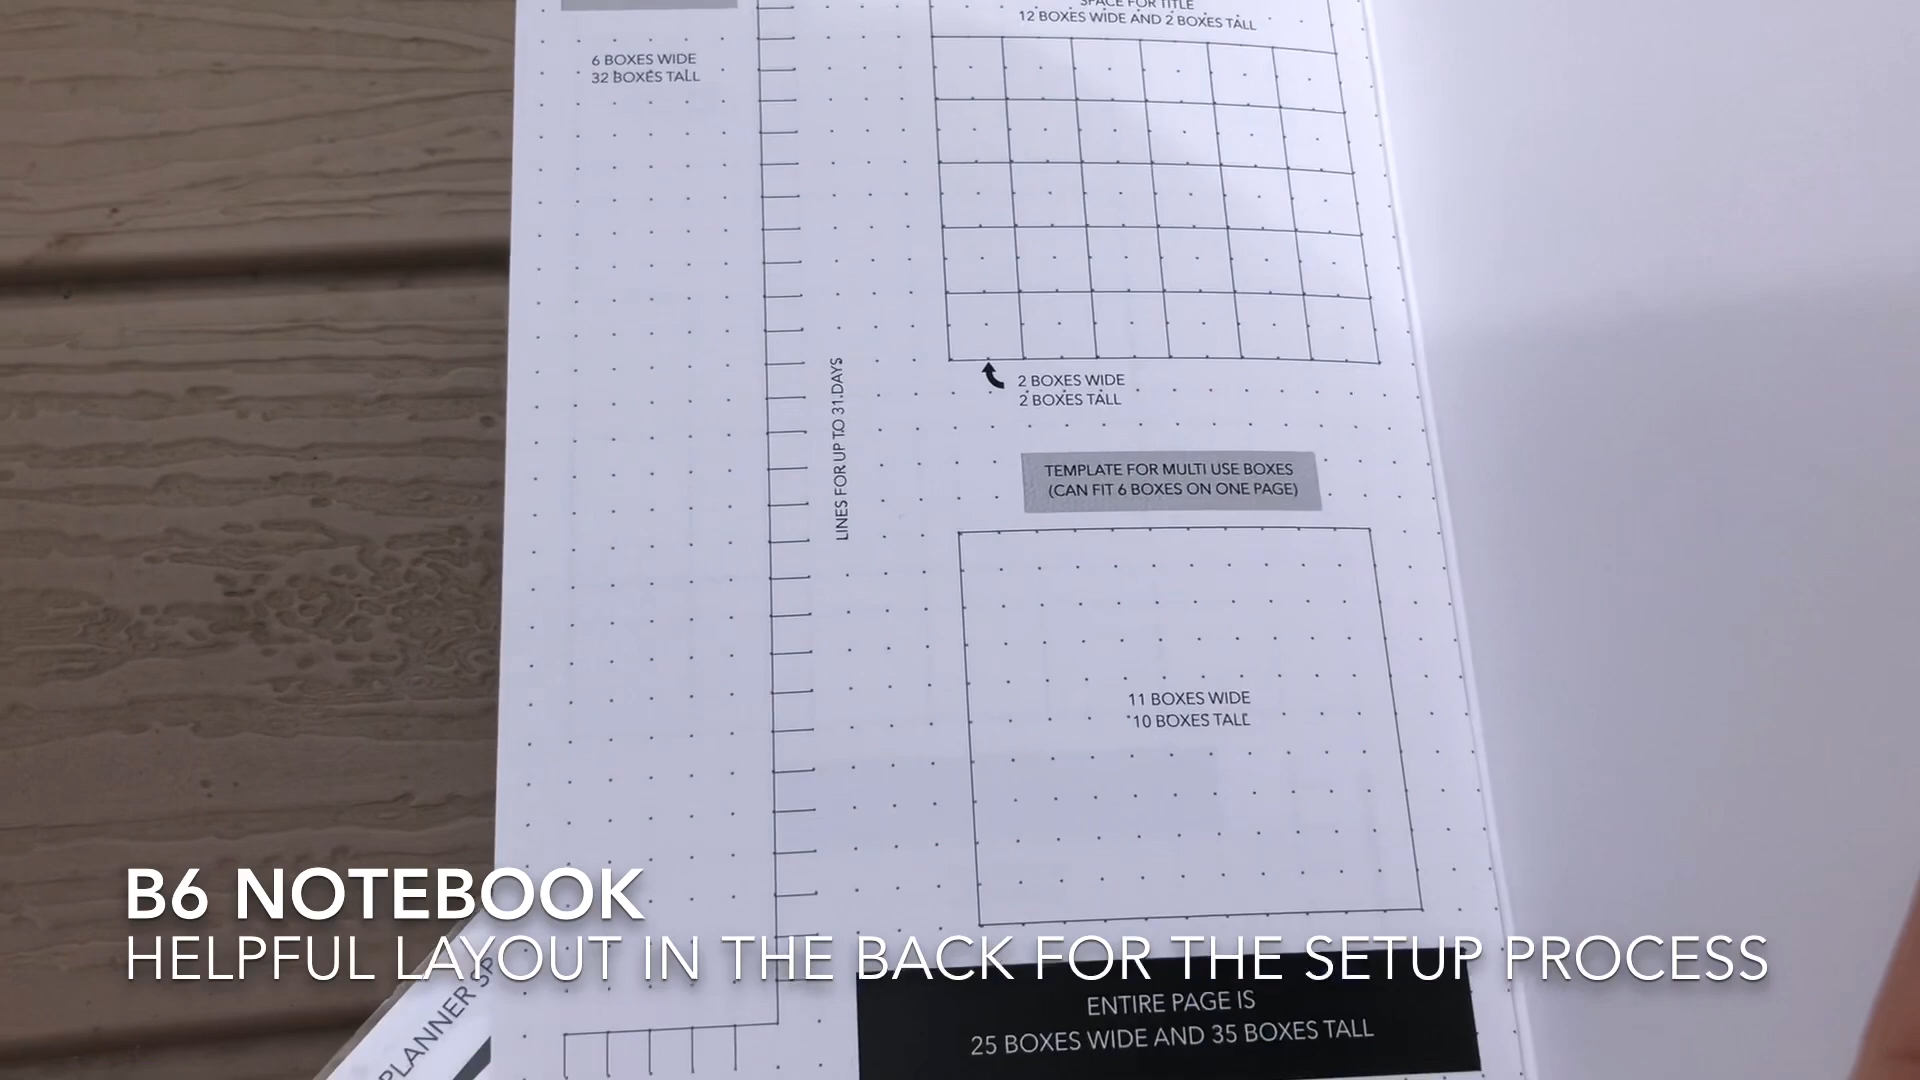 SPACE FOR TITLE
12 BOXES WIDE AND 2 BOXES TALL
6 BOXES WIDE
32 BOXES TALL
LINES FOR UP TO 31 DAYS
2 BOXES WIDE
2 BOXES TALL
TEMPLATE FOR MULTI USE BOXES
(CAN FIT 6 BOXES ON ONE PAGE)
11 BOXES WIDE
10 BOXES TALL
B6 NOTEBOOK
HELPFUL LAYOUT IN THE BACK FOR THE SETUP PROCESS
PLANNER
ENTIRE PAGE IS
25 BOXES WIDE AND 35 BOXES TALL